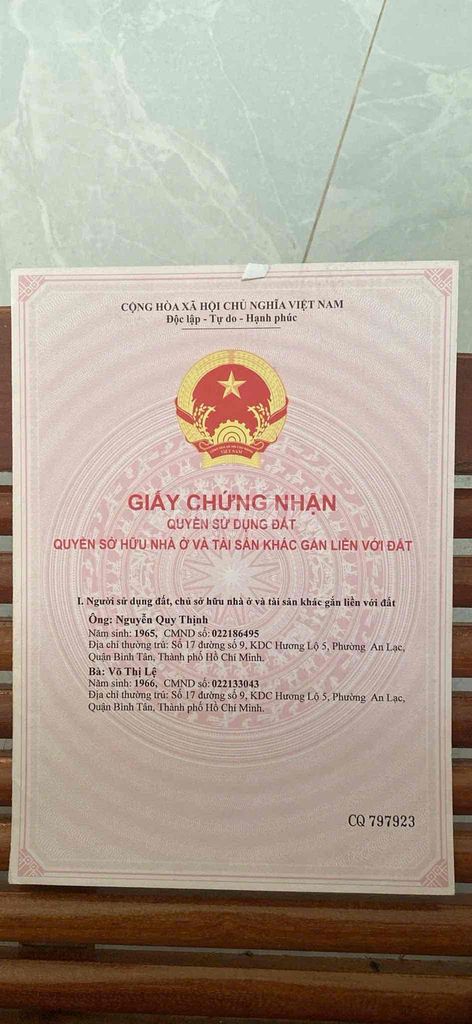 CỘNG HÒA XÃ HỘI CHỦ NGHĨA VIỆT NAM
Độc lập - Tự do - Hạnh phúc
VIỆT NAM
GIẤY CHỨNG NHẬN
QUYỀN SỬ DỤNG ĐẤT
QUYỀN SỞ HỮU NHÀ Ở VÀ TÀI SẢN KHÁC GẮN LIỀN VỚI ĐẤT
I. Người sử dụng đất, chủ sở hữu nhà ở và tài sản khác gắn liền với đất
Ông: Nguyễn Quy Thịnh
Năm sinh: 1965, CMND số: 022186495
Địa chỉ thường trú: Số 17 đường số 9, KDC Hương Lộ 5, Phường An Lạc,
Quận Bình Tân, Thành phố Hồ Chí Minh.
Bà: Võ Thị Lệ
Năm sinh: 1966, CMND số: 022133043
Địa chỉ thường trú: Số 17 đường số 9, KDC Hương Lộ 5, Phường An Lạc,
Quận Bình Tân, Thành phố Hồ Chí Minh.
CQ 797923